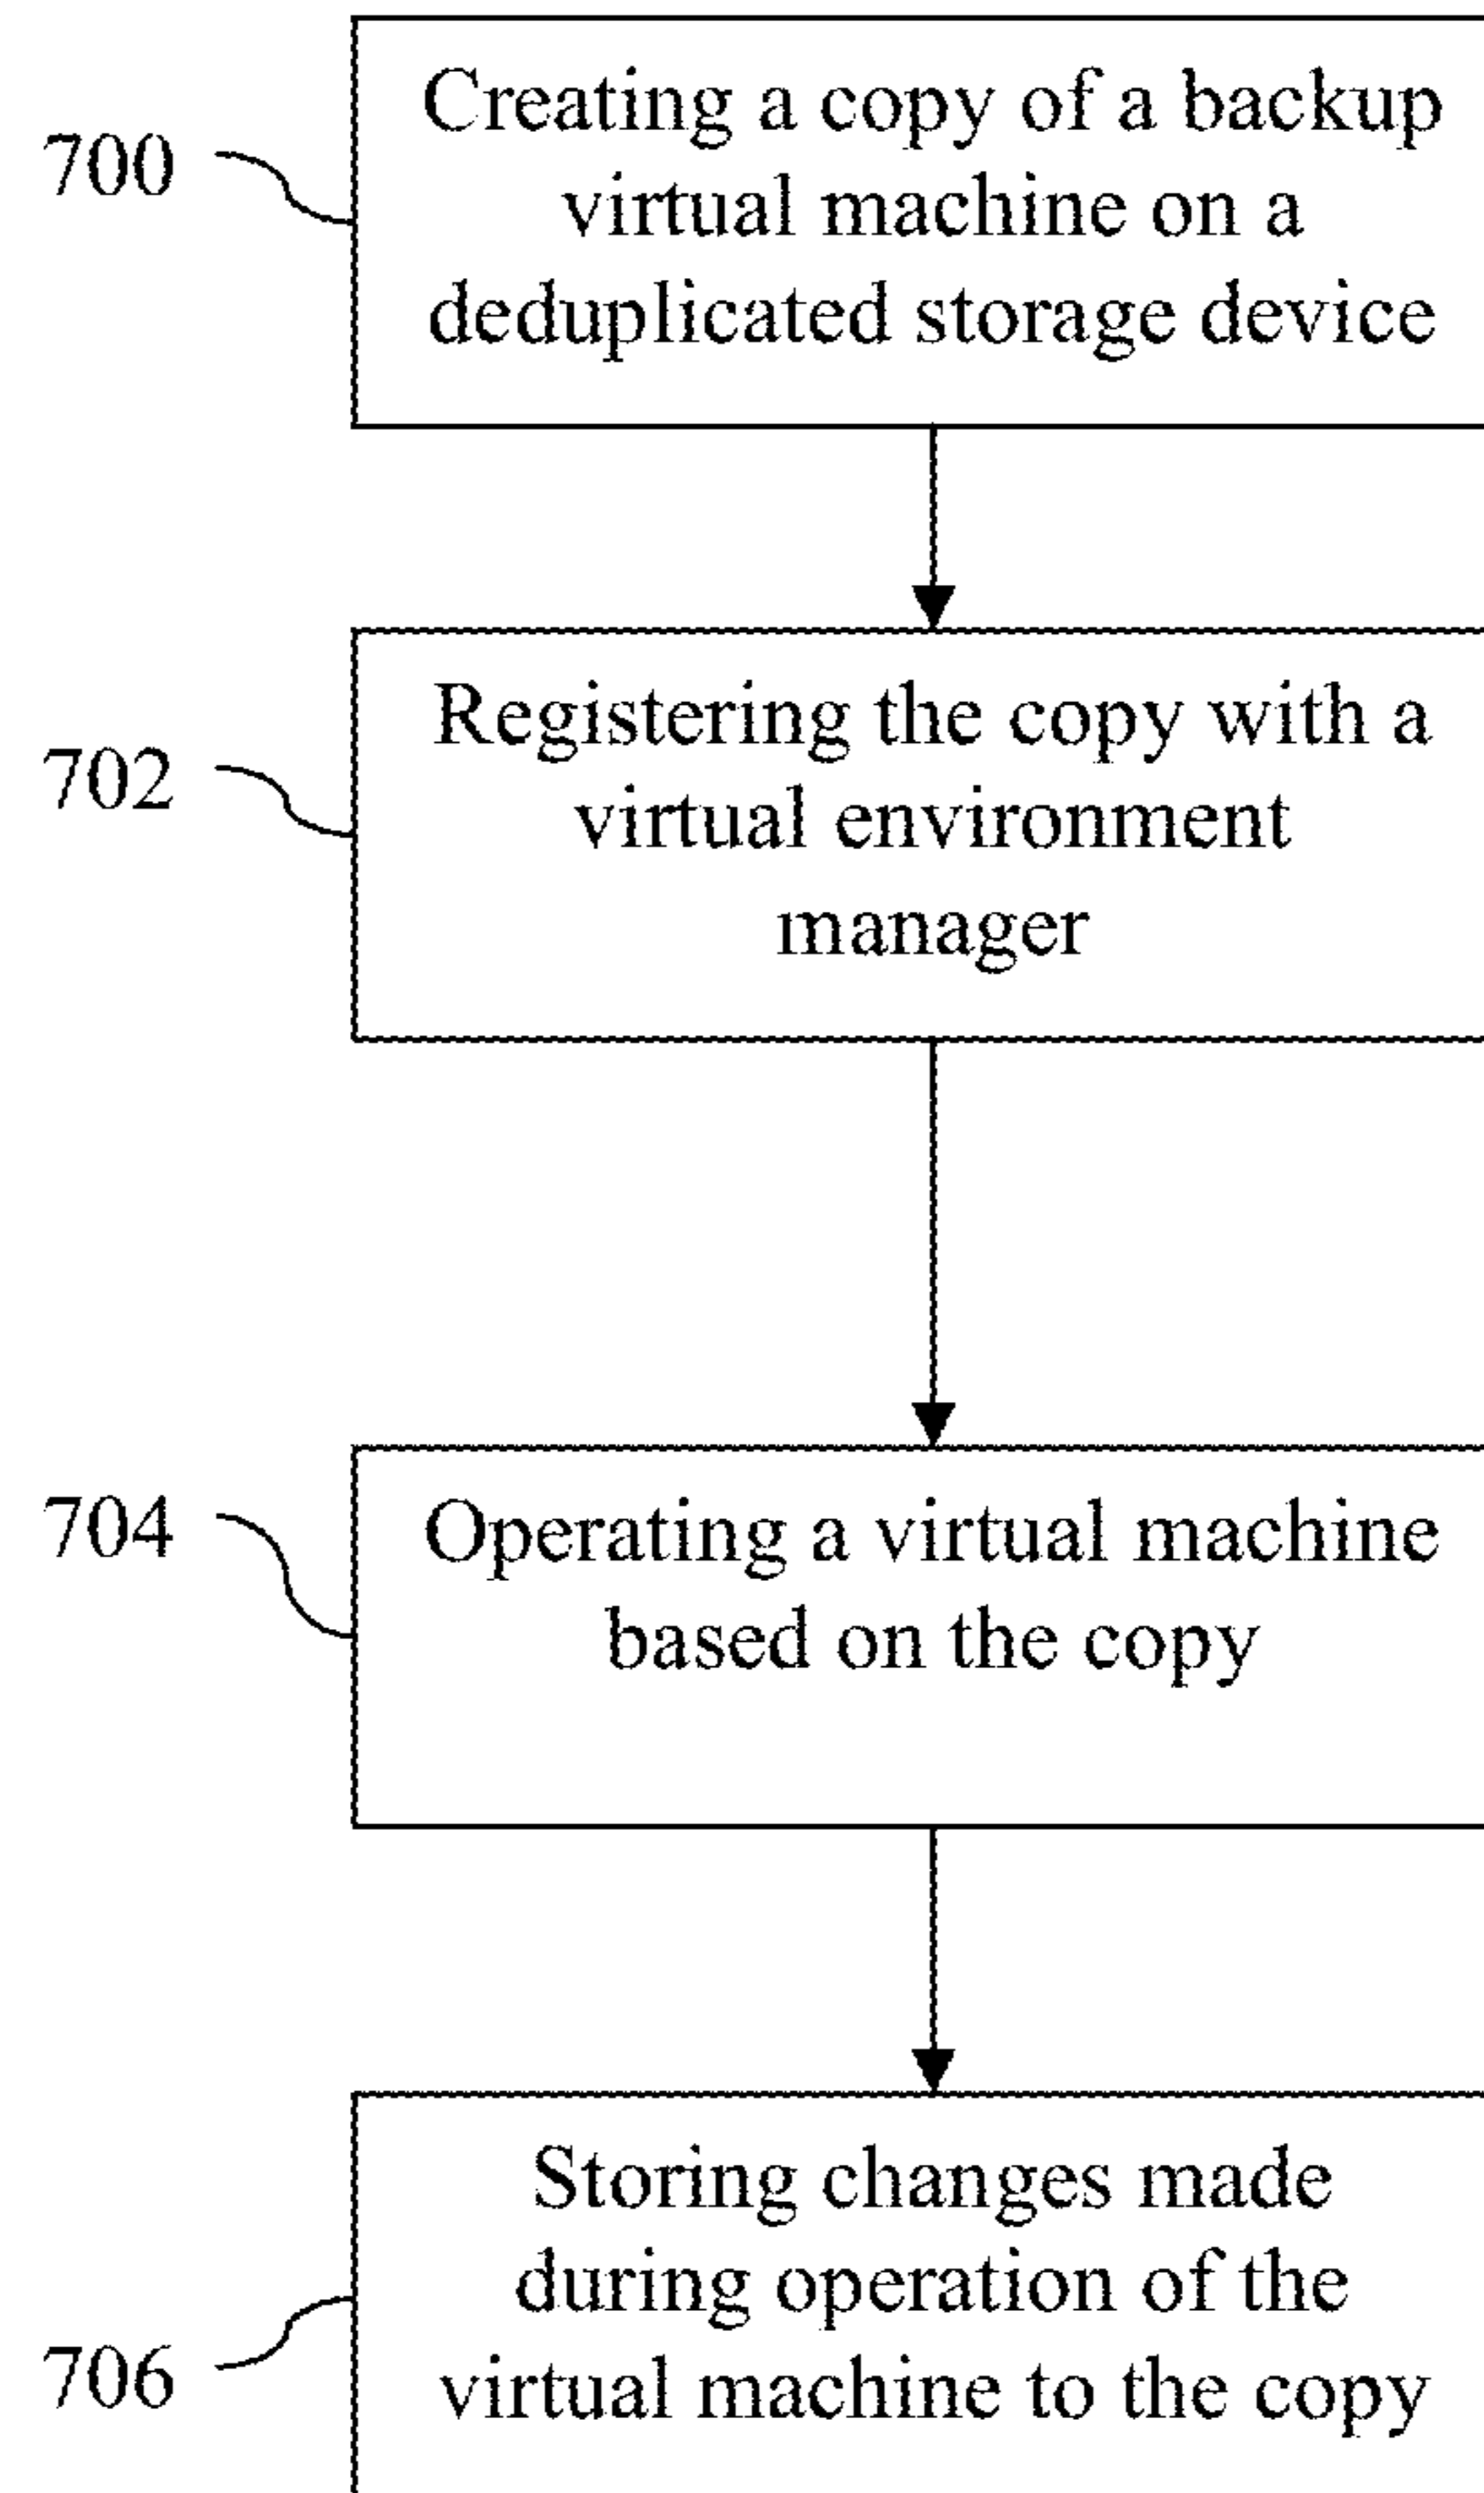 700
Creating a copy of a backup
virtual machine on a
deduplicated storage device
702
Registering the copy with a
virtual environment
manager
704
Operating a virtual machine
based on the copy
706
Storing changes made
during operation of the
virtual machine to the copy